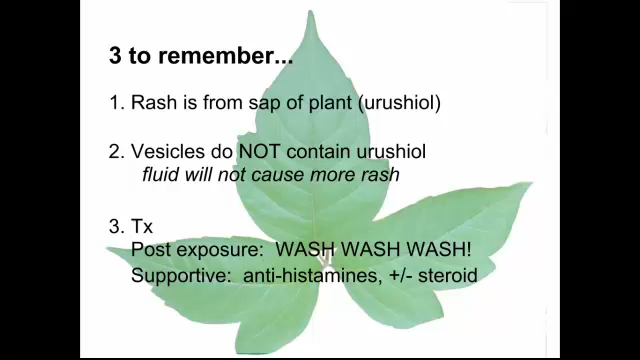 3 to remember...
1. Rash is from sap of plant (urushiol)
2. Vesicles do NOT contain urushiol
fluid will not cause more rash
3. Tx
Post exposure: WASH WASH WASH!
Supportive: anti-histamines, +/- steroid